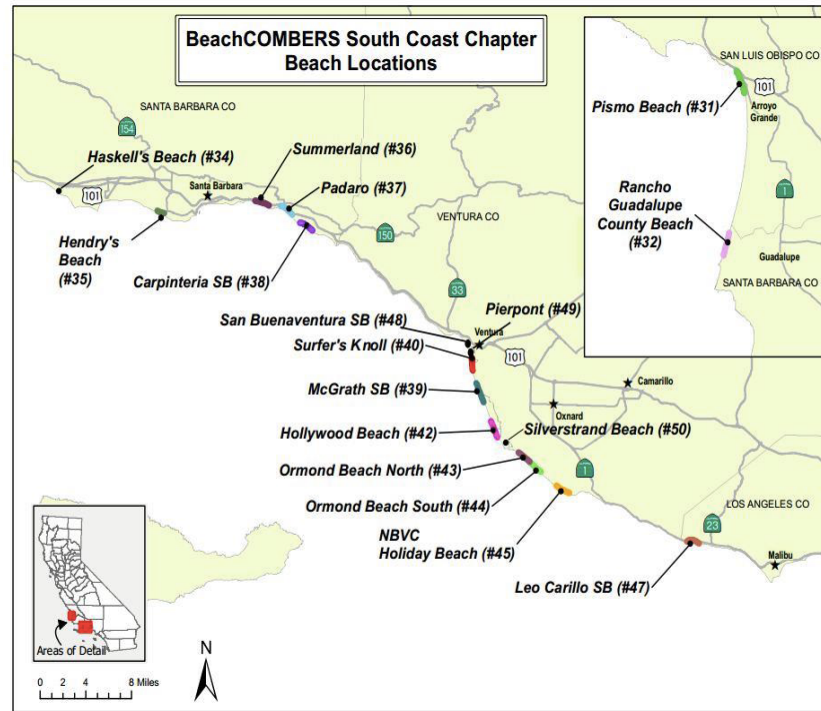 BeachCOMBERS South Coast Chapter
Beach Locations
SANTA BARBARA CO
154
Haskell's Beach (#34)
101
Santa Barbara
Summerland (#36)
Padaro (#37)
Hendry's
Beach
(#35)
Carpinteria SB (#38)
150
VENTURA CO
33
San Buenaventura SB (#48)
Pierpont (#49)
Ventura
Surfer's Knoll (#40)
101
McGrath SB (#39)
Camarillo
Oxnard
Hollywood Beach (#42)
Silverstrand Beach (#50)
Ormond Beach North (#43)
1
Ormond Beach South (#44)
NBVC
Holiday Beach (#45)
LOS ANGELES CO
23
Malibu
Leo Carillo SB (#47)
SAN LUIS OBISPO CO
101
Pismo Beach (#31)
Arroyo
Grande
1
Rancho
Guadalupe
County Beach
(#32)
Guadalupe
SANTA BARBARA CO
Areas of Detail
N
0 2 4 8 Miles